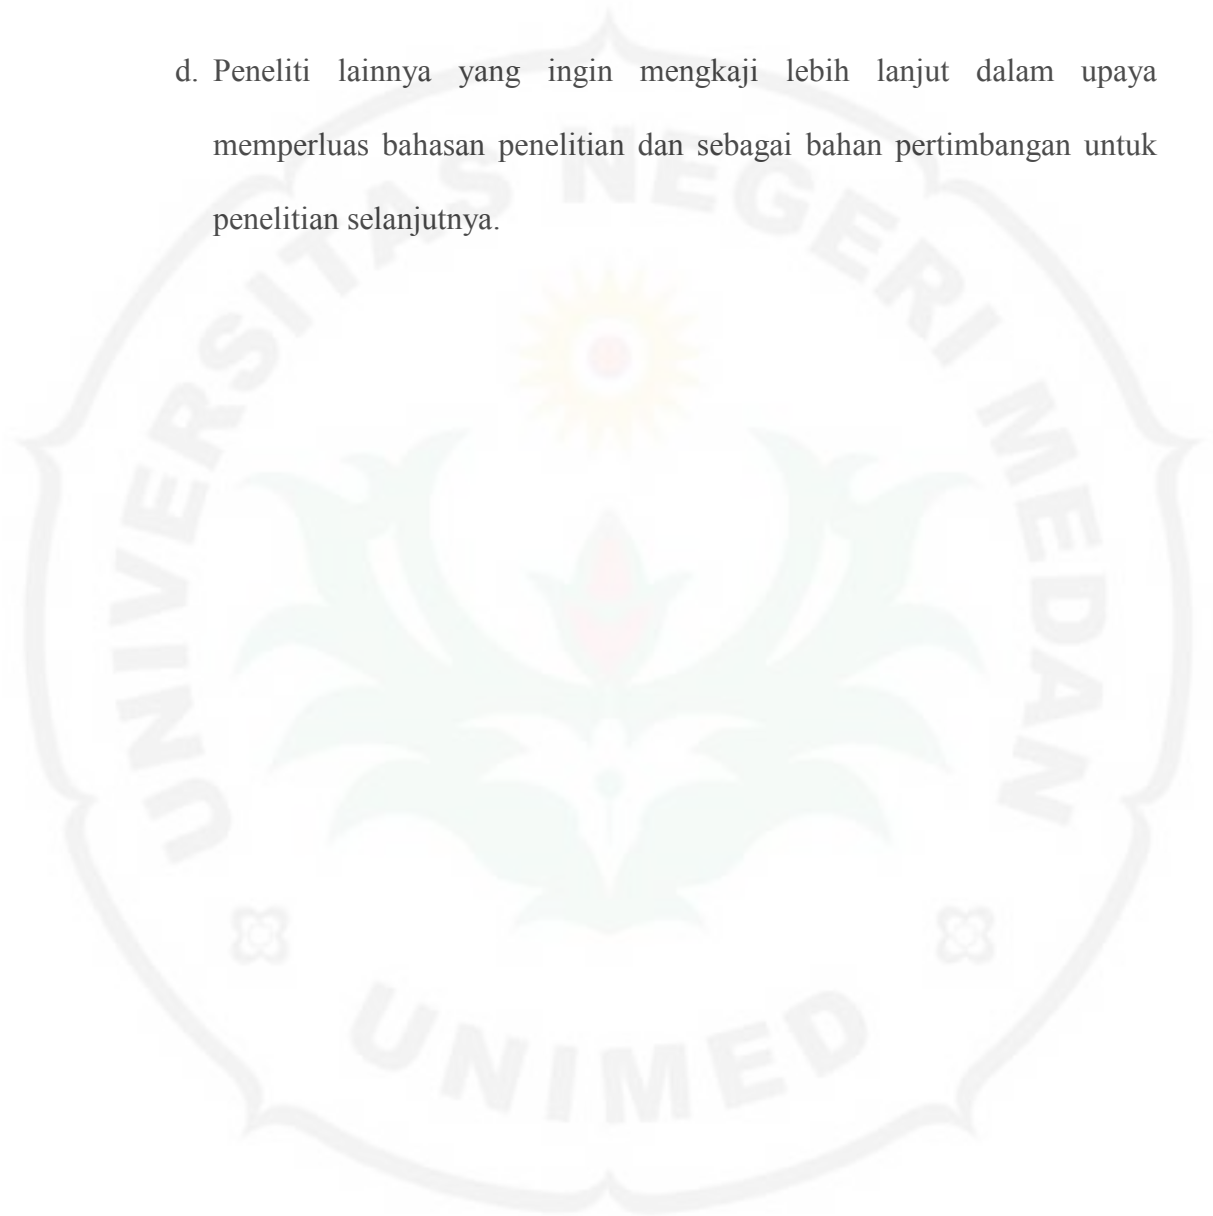 d. Peneliti lainnya yang ingin mengkaji lebih lanjut dalam upaya
memperluas bahasan penelitian dan sebagai bahan pertimbangan untuk
penelitian selanjutnya.
UNIVERSITAS NEGERI MEDAN
UNIMED